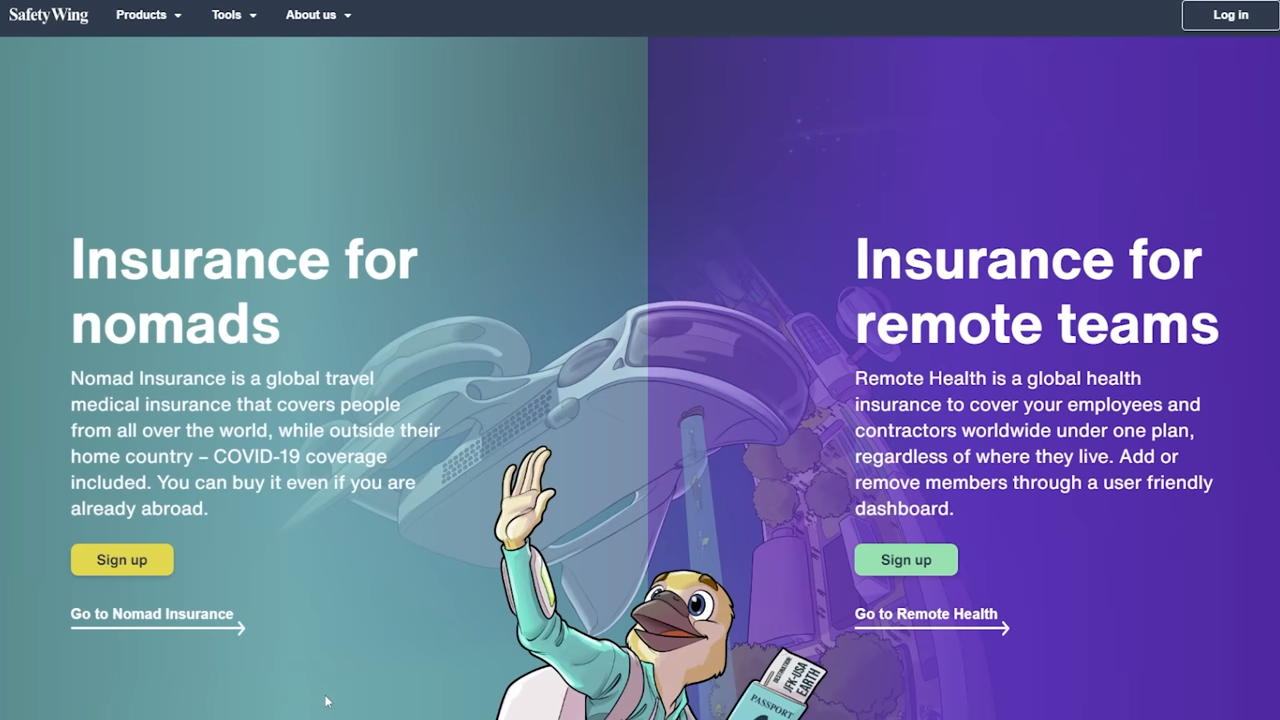 SafetyWing
Products
Tools
About us
Log in
Insurance for
nomads
Nomad Insurance is a global travel
medical insurance that covers people
from all over the world, while outside their
home country – COVID-19 coverage
included. You can buy it even if you are
already abroad.
Sign up
Go to Nomad Insurance
Insurance for
remote teams
Remote Health is a global health
insurance to cover your employees and
contractors worldwide under one plan,
regardless of where they live. Add or
remove members through a user friendly
dashboard.
Sign up
Go to Remote Health
DESTINATION
JFK-USA
EARTH
PASSPORT